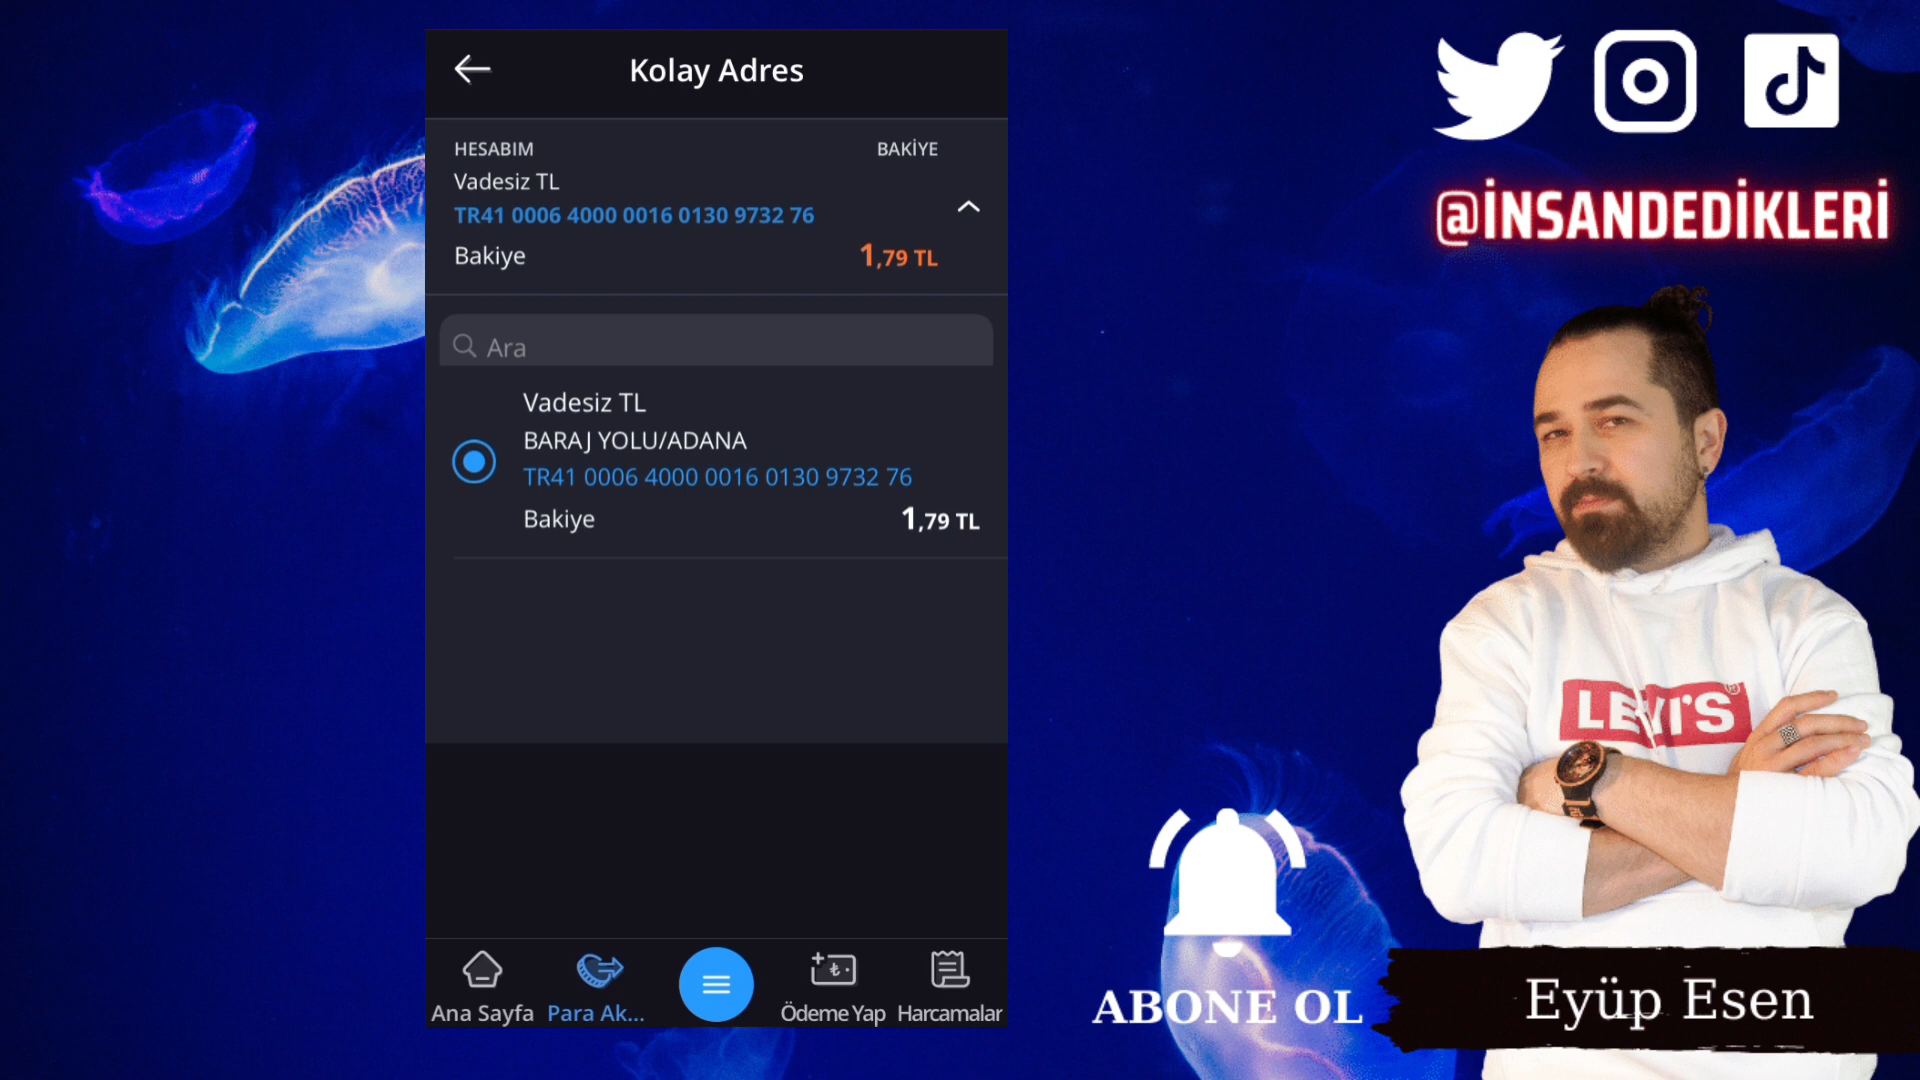 Kolay Adres
HESABIM
BAKİYE
Vadesiz TL
TR41 0006 4000 0016 0130 9732 76
Bakiye
1,79 TL
Ara
Vadesiz TL
BARAJ YOLU/ADANA
TR41 0006 4000 0016 0130 9732 76
Bakiye
1,79 TL
Ana Sayfa
Para Ak...
Ödeme Yap
Harcamalar
@İNSANDEDİKLERİ
LEVI'S®
ABONE OL
Eyüp Esen